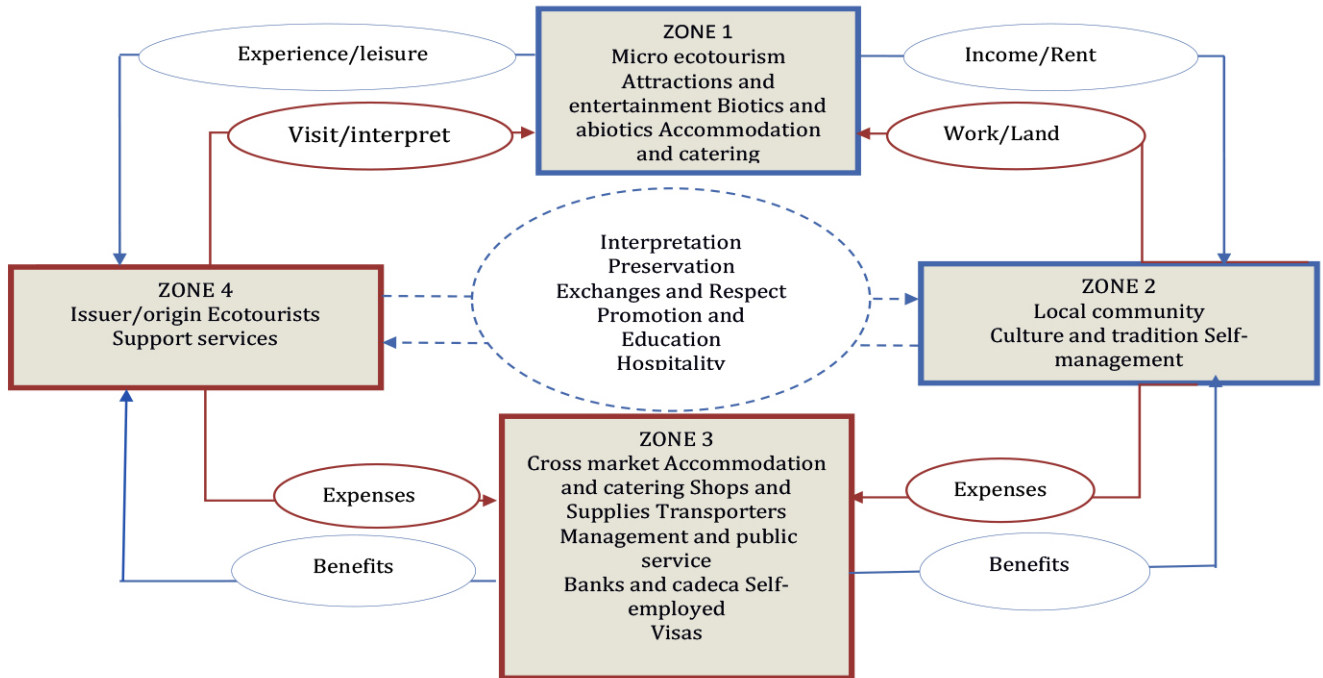 ZONE 1
Micro ecotourism
Attractions and
entertainment Biotics and
abiotics Accommodation
and catering
Experience/leisure
Income/Rent
Visit/interpret
Work/Land
Interpretation
Preservation
Exchanges and Respect
Promotion and
Education
Hospitality
ZONE 4
Issuer/origin Ecotourists
Support services
ZONE 2
Local community
Culture and tradition Self-
management
ZONE 3
Cross market Accommodation
and catering Shops and
Supplies Transporters
Management and public
service
Banks and cadeca Self-
employed
Visas
Expenses
Expenses
Benefits
Benefits